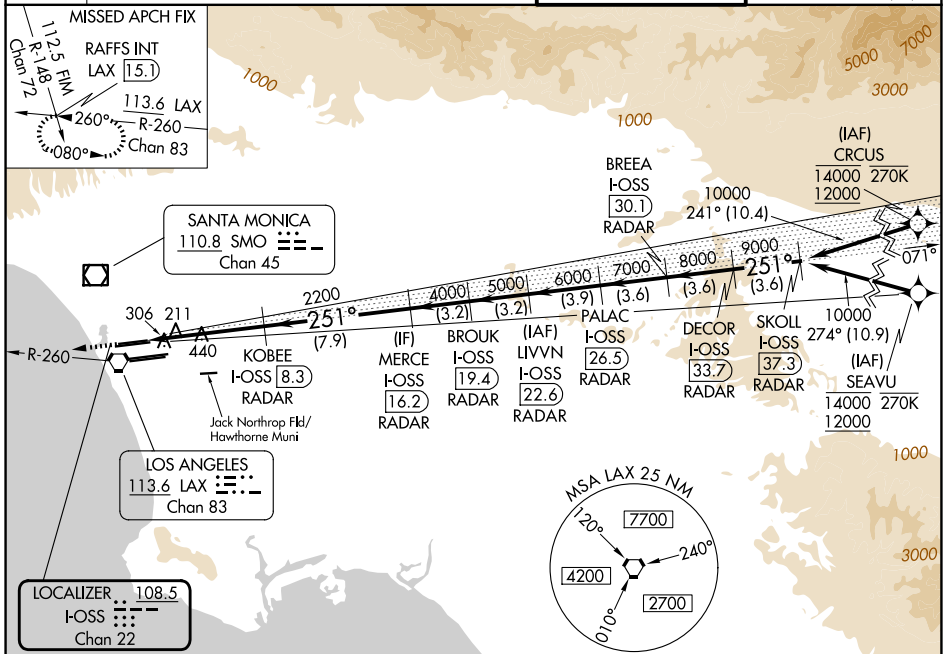 MISSED APCH FIX
112.5 FIM
R-148
Chan 72
RAFFS INT
LAX 15.1
113.6 LAX
R-260
Chan 83
260°
080°
1000
1000
5000
7000
3000
(IAF)
CRCUS
14000 270K
12000
BREEA
I-OSS
30.1
RADAR
10000
241° (10.4)
SANTA MONICA
110.8 SMO
Chan 45
071°
306
211
440
2200
251°
(7.9)
4000
(3.2)
5000
(3.2)
6000
(3.9)
7000
(3.6)
8000
(3.6)
9000
251°
(3.6)
10000
274° (10.9)
R-260
KOBEE
I-OSS 8.3
RADAR
(IF)
MERCE
I-OSS
16.2
RADAR
BROUK
I-OSS
19.4
RADAR
(IAF)
LIVVN
I-OSS
22.6
RADAR
PALAC
I-OSS
26.5
RADAR
DECOR
I-OSS
33.7
RADAR
SKOLL
I-OSS
37.3
RADAR
(IAF)
SEAVU
14000 270K
12000
Jack Northrop Fld/
Hawthorne Muni
LOS ANGELES
113.6 LAX
Chan 83
1000
MSA LAX 25 NM
120°
7700
240°
4200
2700
010°
3000
LOCALIZER 108.5
I-OSS
Chan 22